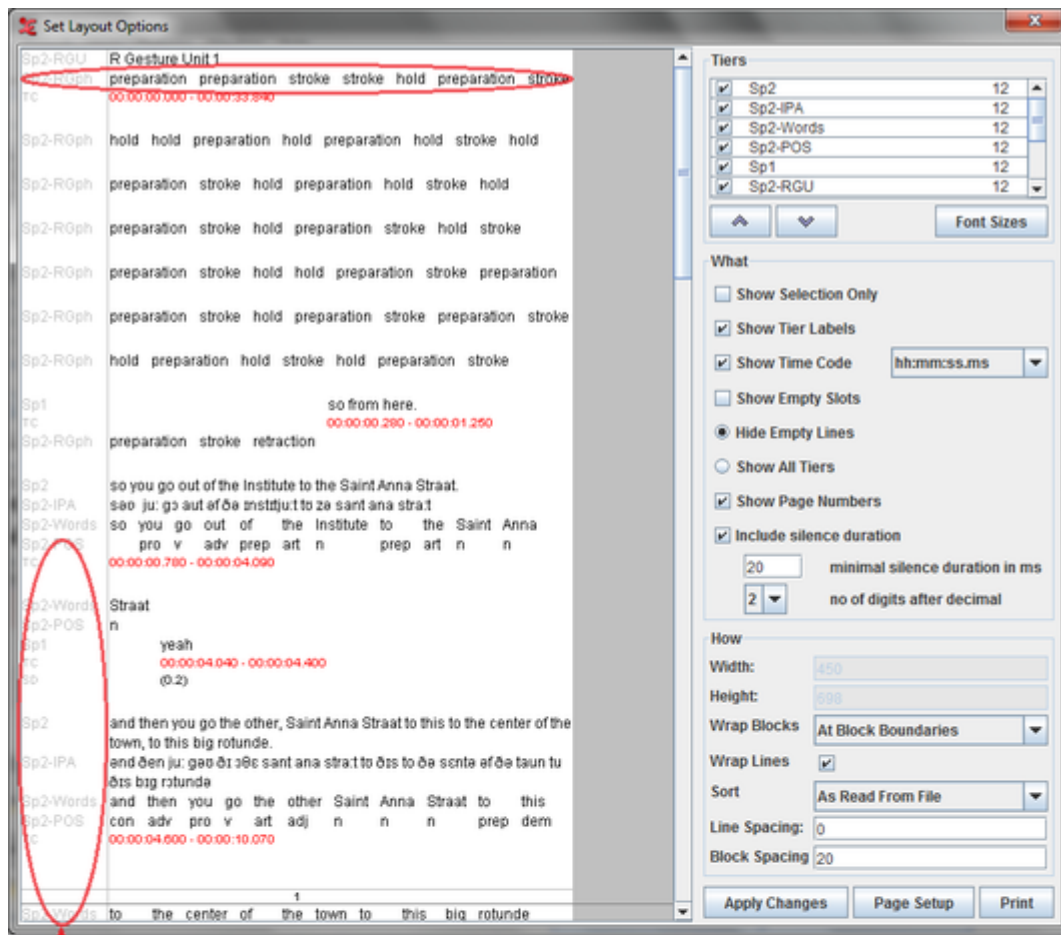 Set Layout Options
Sp2-RGU R Gesture Unit 1
Sp2-RGph preparation preparation stroke stroke hold preparation stroke
TC 00:00:00.000 - 00:00:33.840
Sp2-RGph hold hold preparation hold preparation hold stroke hold
Sp2-RGph preparation stroke hold preparation hold stroke hold
Sp2-RGph preparation stroke hold preparation stroke hold stroke
Sp2-RGph preparation stroke hold hold preparation stroke preparation
Sp2-RGph preparation stroke hold preparation stroke preparation stroke
Sp2-RGph hold preparation hold stroke hold preparation stroke
Sp1 so from here.
TC 00:00:00.280 - 00:00:01.250
Sp2-RGph preparation stroke retraction
Sp2 so you go out of the Institute to the Saint Anna Straat.
Sp2-IPA
Sp2-Words so you go out of the Institute to the Saint Anna
Sp2-POS pro v adv prep art n prep art n n
TC 00:00:00.780 - 00:00:04.090
Sp2-Words Straat
Sp2-POS n
Sp1 yeah
TC 00:00:04.040 - 00:00:04.400
SD (0.2)
Sp2 and then you go the other, Saint Anna Straat to this to the center of the
town, to this big rotunde.
Sp2-IPA
Sp2-Words and then you go the other Saint Anna Straat to this
Sp2-POS con adv pro v art adj n n n prep dem
TC 00:00:04.600 - 00:00:10.070
1
Sp2-Words to the center of the town to this big rotunde
Tiers
Sp2 12
Sp2-IPA 12
Sp2-Words 12
Sp2-POS 12
Sp1 12
Sp2-RGU 12
Font Sizes
What
Show Selection Only
Show Tier Labels
Show Time Code hh:mm:ss.ms
Show Empty Slots
Hide Empty Lines
Show All Tiers
Show Page Numbers
Include silence duration
20 minimal silence duration in ms
2 no of digits after decimal
How
Width: 450
Height: 698
Wrap Blocks At Block Boundaries
Wrap Lines
Sort As Read From File
Line Spacing: 0
Block Spacing 20
Apply Changes Page Setup Print